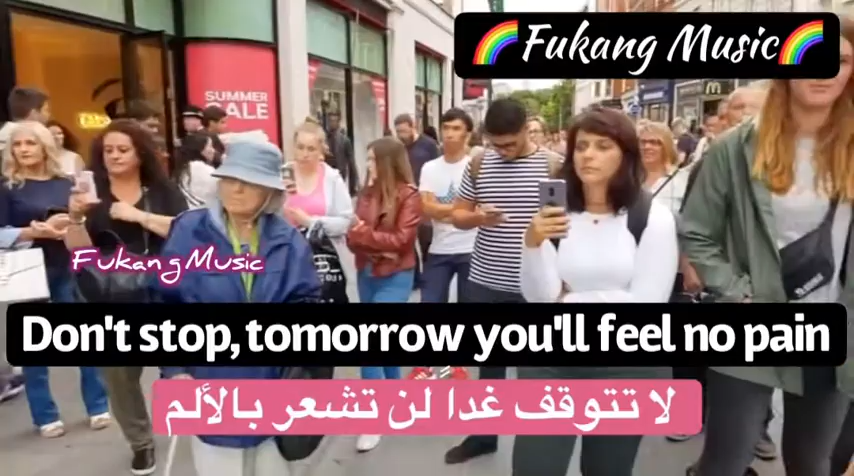 🌈Fukang Music🌈
SUMMER
SALE
FukangMusic
Don't stop, tomorrow you'll feel no pain
لا تتوقف غدا لن تشعر بالألم